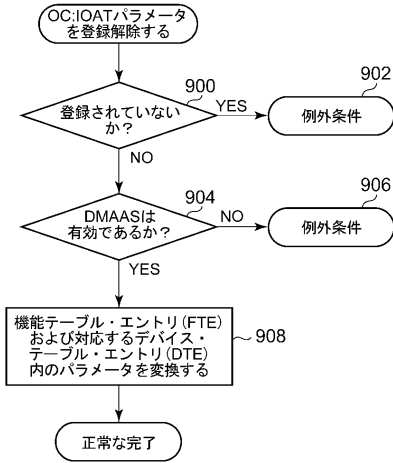 OC:IOATパラメータ
を登録解除する
900
902
登録されていない
か？
YES
例外条件
NO
904
906
DMAASは
有効であるか？
NO
例外条件
YES
機能テーブル・エントリ(FTE)
および対応するデバイス・
テーブル・エントリ(DTE)
内のパラメータを変換する
908
正常な完了